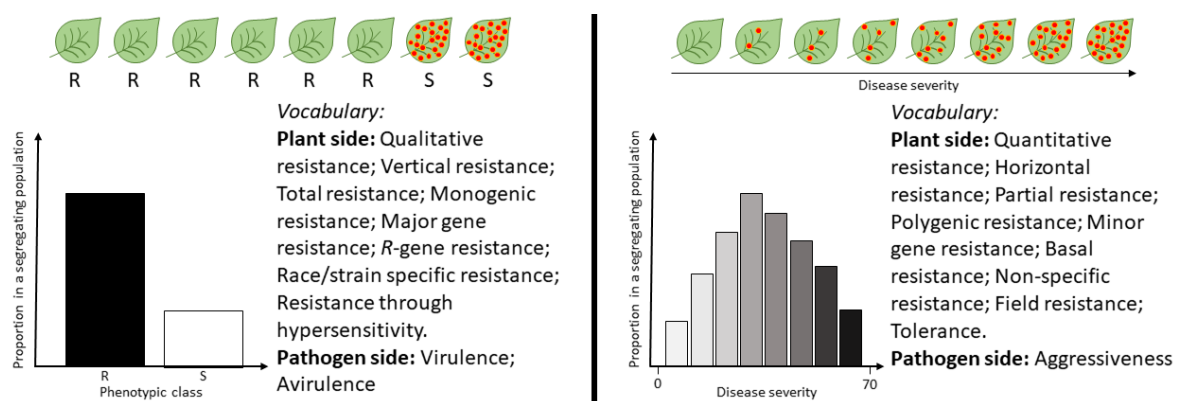 R R R R R R S S
Vocabulary:
Plant side: Qualitative
resistance; Vertical resistance;
Total resistance; Monogenic
resistance; Major gene
resistance; R-gene resistance;
Race/strain specific resistance;
Resistance through
hypersensitivity.
Pathogen side: Virulence;
Avirulence
Proportion in a segregating population
R S
Phenotypic class
Disease severity
Vocabulary:
Plant side: Quantitative
resistance; Horizontal
resistance; Partial resistance;
Polygenic resistance; Minor
gene resistance; Basal
resistance; Non-specific
resistance; Field resistance;
Tolerance.
Pathogen side: Aggressiveness
Proportion in a segregating population
0 70
Disease severity